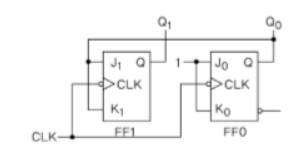 Q1 Q0
J1 Q 1 J0 Q
CLK CLK
K1 K0
CLK FF1 FF0